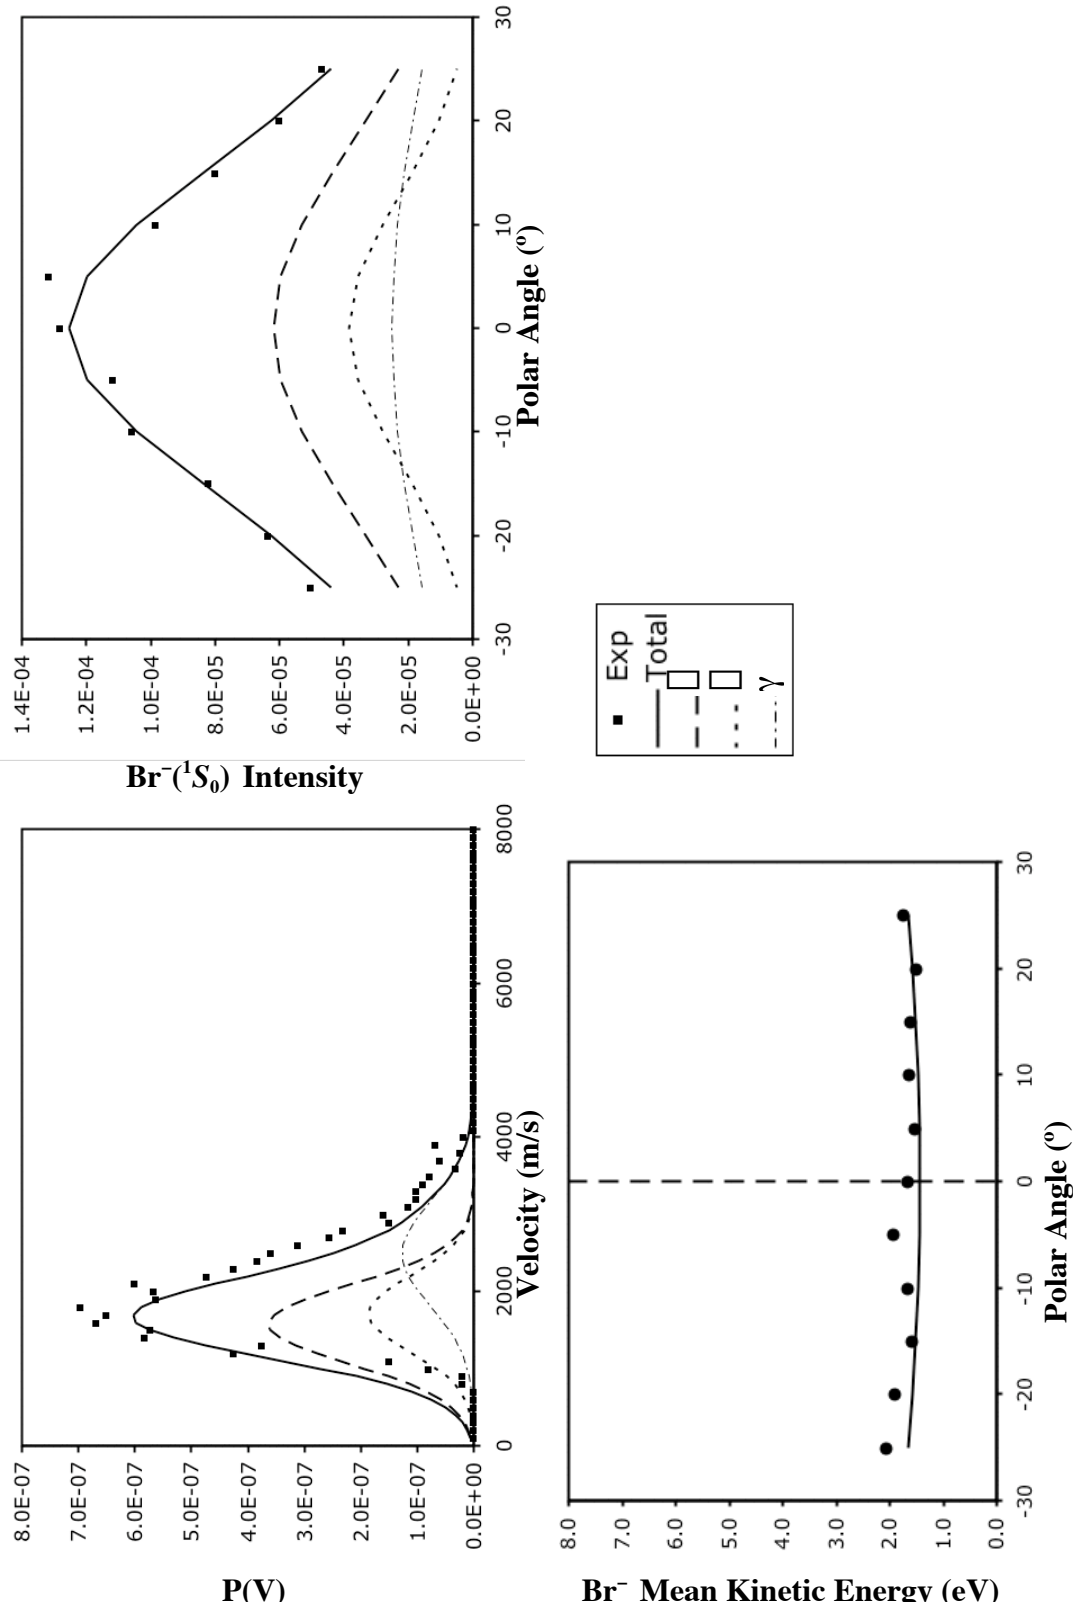 1.4E-04
1.2E-04
1.0E-04
8.0E-05
6.0E-05
4.0E-05
2.0E-05
0.0E+00
-30
-20
-10
0
10
20
30
Polar Angle (º)
Br⁻(¹S₀) Intensity
8.0E-07
7.0E-07
6.0E-07
5.0E-07
4.0E-07
3.0E-07
2.0E-07
1.0E-07
0.0E+00
0
2000
4000
6000
8000
Velocity (m/s)
P(V)
Exp
Total
γ
8.0
7.0
6.0
5.0
4.0
3.0
2.0
1.0
0.0
-30
-20
-10
0
10
20
30
Polar Angle (º)
Br⁻ Mean Kinetic Energy (eV)